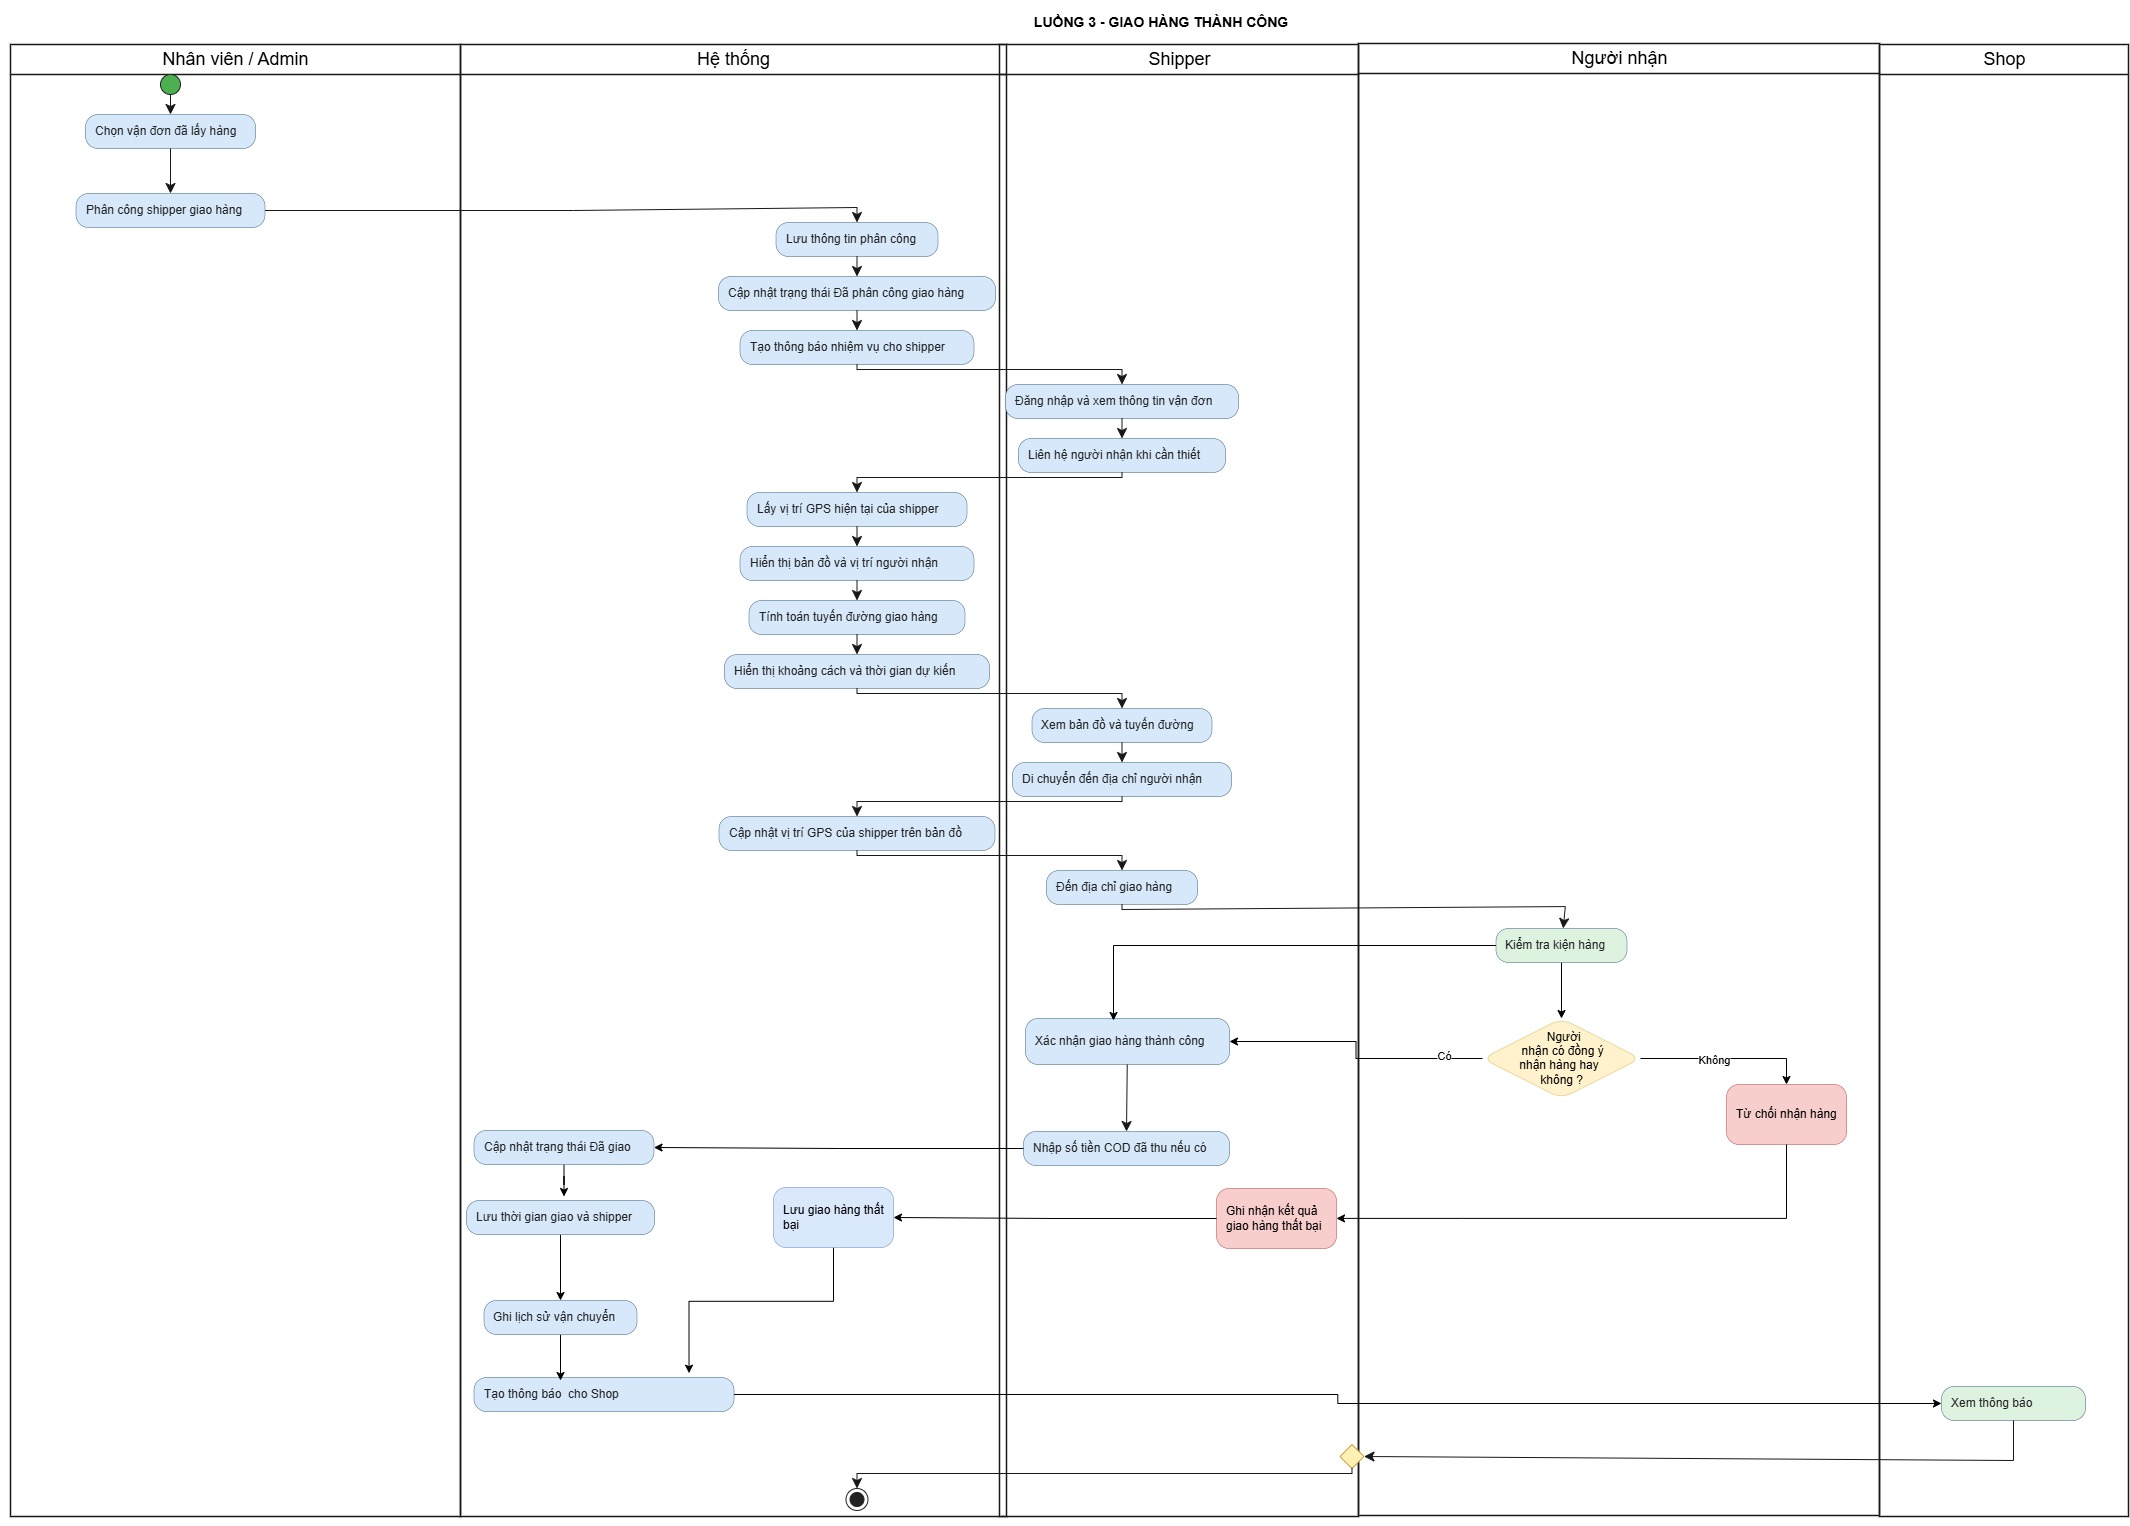 LUỒNG 3 - GIAO HÀNG THÀNH CÔNG
Nhân viên / Admin
Hệ thống
Shipper
Người nhận
Shop
Chọn vận đơn đã lấy hàng
Phân công shipper giao hàng
Lưu thông tin phân công
Cập nhật trạng thái Đã phân công giao hàng
Tạo thông báo nhiệm vụ cho shipper
Đăng nhập và xem thông tin vận đơn
Liên hệ người nhận khi cần thiết
Lấy vị trí GPS hiện tại của shipper
Hiển thị bản đồ và vị trí người nhận
Tính toán tuyến đường giao hàng
Hiển thị khoảng cách và thời gian dự kiến
Xem bản đồ và tuyến đường
Di chuyển đến địa chỉ người nhận
Cập nhật vị trí GPS của shipper trên bản đồ
Đến địa chỉ giao hàng
Kiểm tra kiện hàng
Xác nhận giao hàng thành công
Có
Người
nhận có đồng ý
nhận hàng hay
không ?
Không
Từ chối nhận hàng
Cập nhật trạng thái Đã giao
Nhập số tiền COD đã thu nếu có
Lưu thời gian giao và shipper
Lưu giao hàng thất
bại
Ghi nhận kết quả
giao hàng thất bại
Ghi lịch sử vận chuyển
Tạo thông báo  cho Shop
Xem thông báo